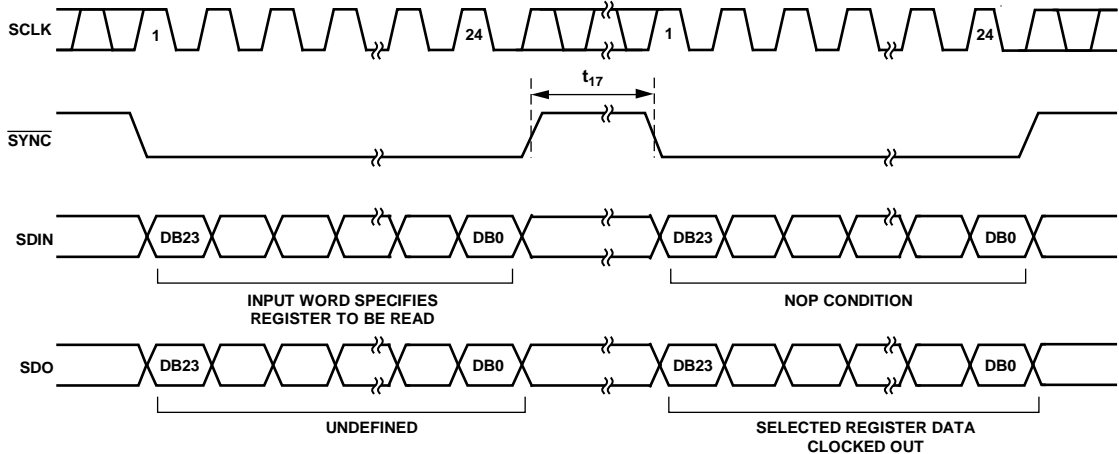 SCLK
1
24
1
24
t17
SYNC
SDIN
DB23
DB0
DB23
DB0
INPUT WORD SPECIFIES
REGISTER TO BE READ
NOP CONDITION
SDO
DB23
DB0
DB23
DB0
UNDEFINED
SELECTED REGISTER DATA
CLOCKED OUT